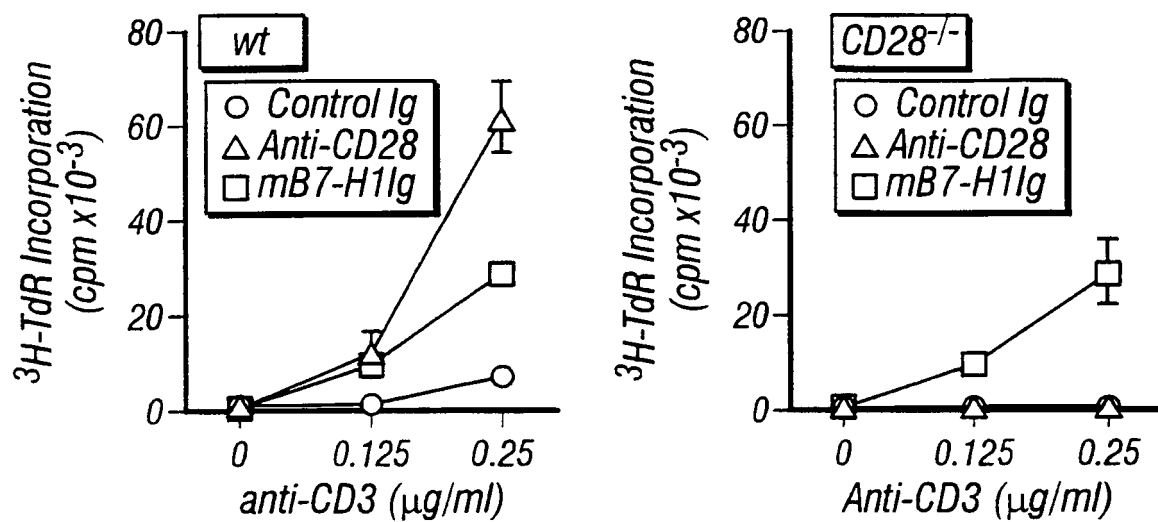 wt
Control Ig
Anti-CD28
mB7-H1Ig
³H-TdR Incorporation
(cpm x10⁻³)
80
60
40
20
0
0 0.125 0.25
anti-CD3 (μg/ml)
CD28⁻/⁻
Control Ig
Anti-CD28
mB7-H1Ig
³H-TdR Incorporation
(cpm x10⁻³)
80
60
40
20
0
0 0.125 0.25
Anti-CD3 (μg/ml)